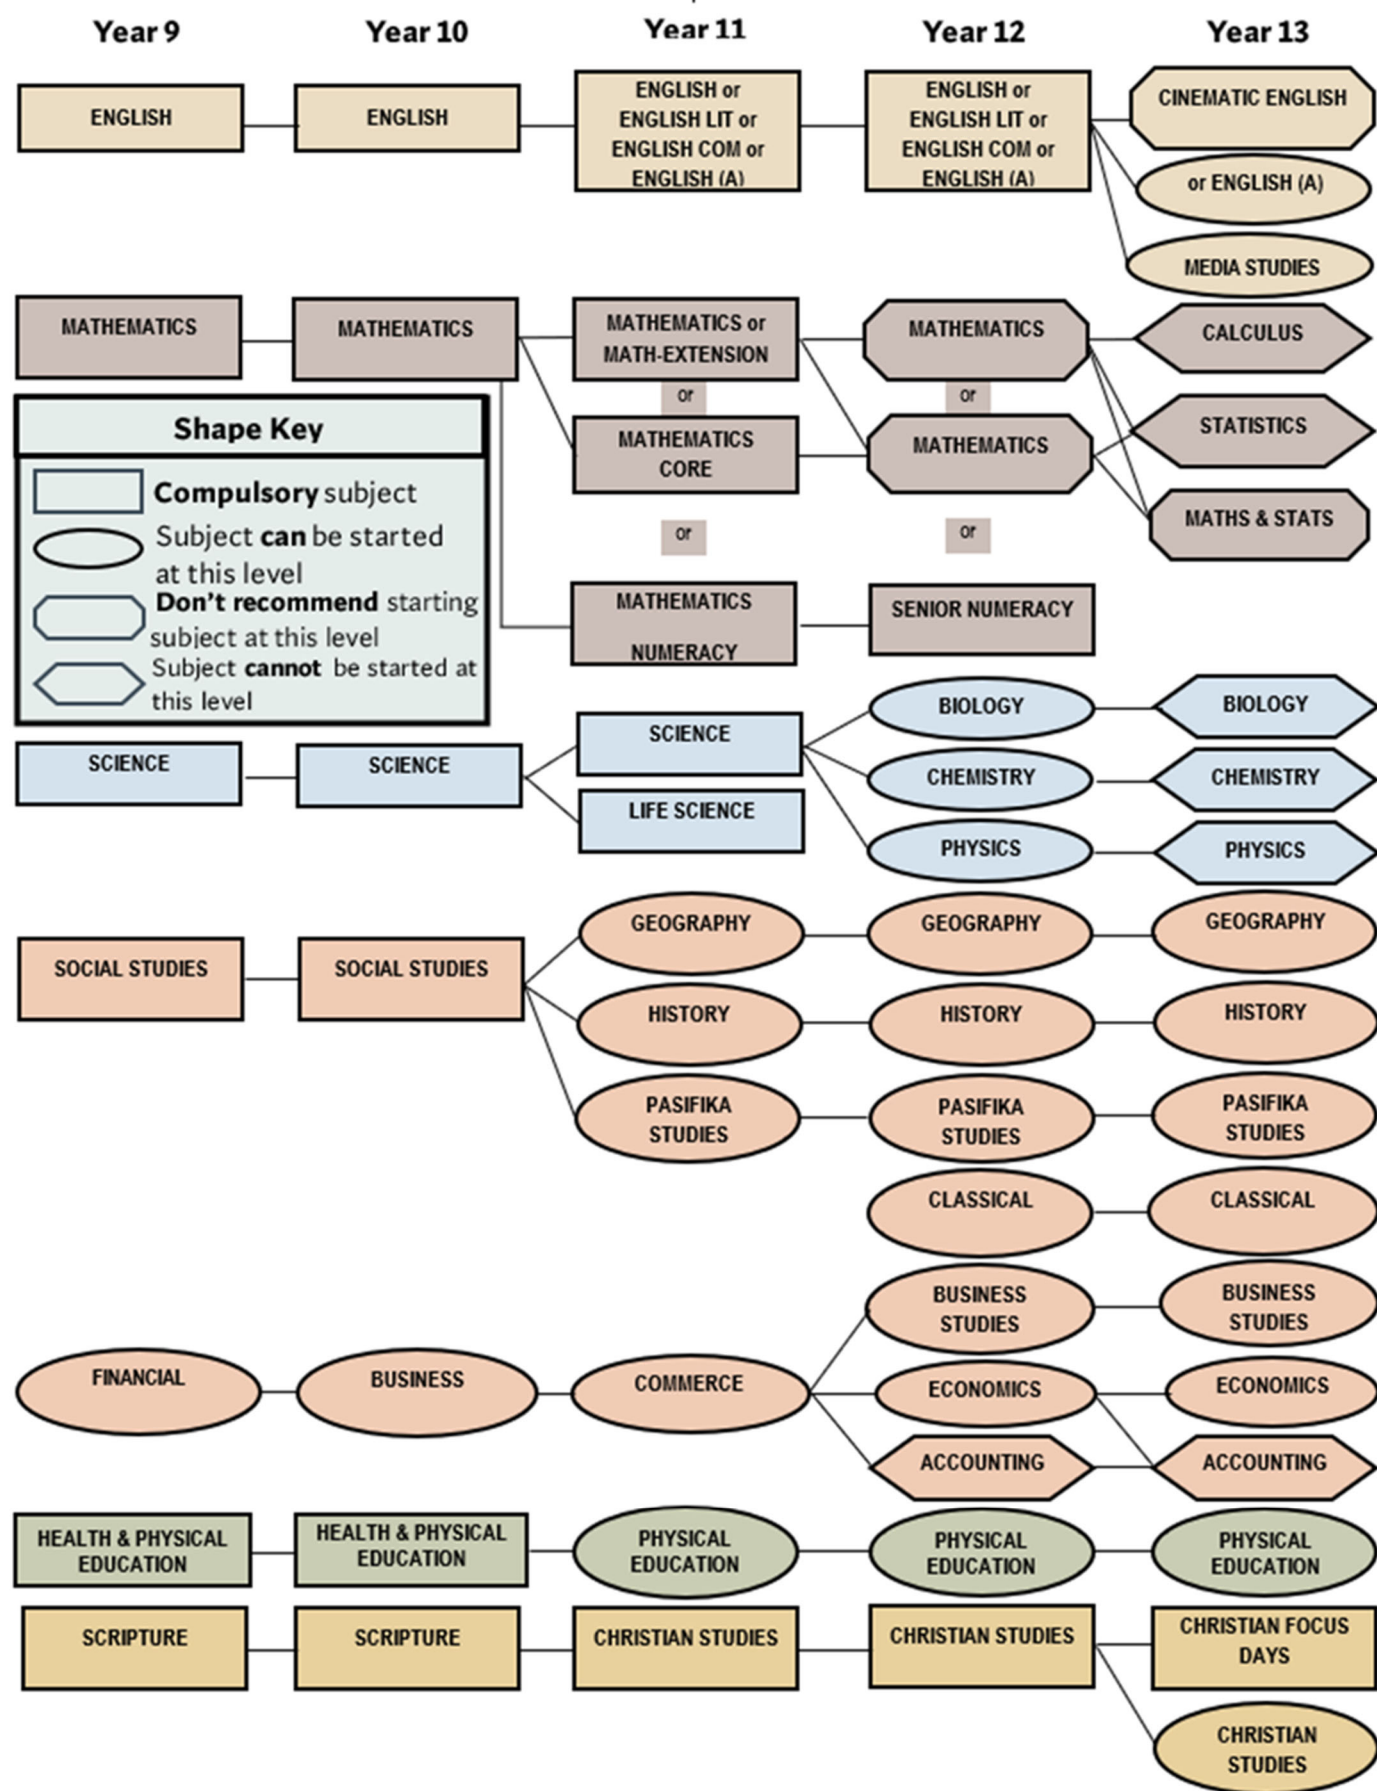 Year 9
Year 10
Year 11
Year 12
Year 13
ENGLISH
ENGLISH
ENGLISH or
ENGLISH LIT or
ENGLISH COM or
ENGLISH (A)
ENGLISH or
ENGLISH LIT or
ENGLISH COM or
ENGLISH (A)
CINEMATIC ENGLISH
or ENGLISH (A)
MEDIA STUDIES
MATHEMATICS
MATHEMATICS
MATHEMATICS or
MATH-EXTENSION
or
MATHEMATICS
CORE
or
MATHEMATICS
NUMERACY
MATHEMATICS
or
MATHEMATICS
or
SENIOR NUMERACY
CALCULUS
STATISTICS
MATHS & STATS
Shape Key
Compulsory subject
Subject can be started
at this level
Don't recommend starting
subject at this level
Subject cannot be started at
this level
SCIENCE
SCIENCE
SCIENCE
LIFE SCIENCE
BIOLOGY
BIOLOGY
CHEMISTRY
CHEMISTRY
PHYSICS
PHYSICS
SOCIAL STUDIES
SOCIAL STUDIES
GEOGRAPHY
GEOGRAPHY
GEOGRAPHY
HISTORY
HISTORY
HISTORY
PASIFIKA
STUDIES
PASIFIKA
STUDIES
PASIFIKA
STUDIES
CLASSICAL
CLASSICAL
FINANCIAL
BUSINESS
COMMERCE
BUSINESS
STUDIES
BUSINESS
STUDIES
ECONOMICS
ECONOMICS
ACCOUNTING
ACCOUNTING
HEALTH & PHYSICAL
EDUCATION
HEALTH & PHYSICAL
EDUCATION
PHYSICAL
EDUCATION
PHYSICAL
EDUCATION
PHYSICAL
EDUCATION
SCRIPTURE
SCRIPTURE
CHRISTIAN STUDIES
CHRISTIAN STUDIES
CHRISTIAN FOCUS
DAYS
CHRISTIAN
STUDIES